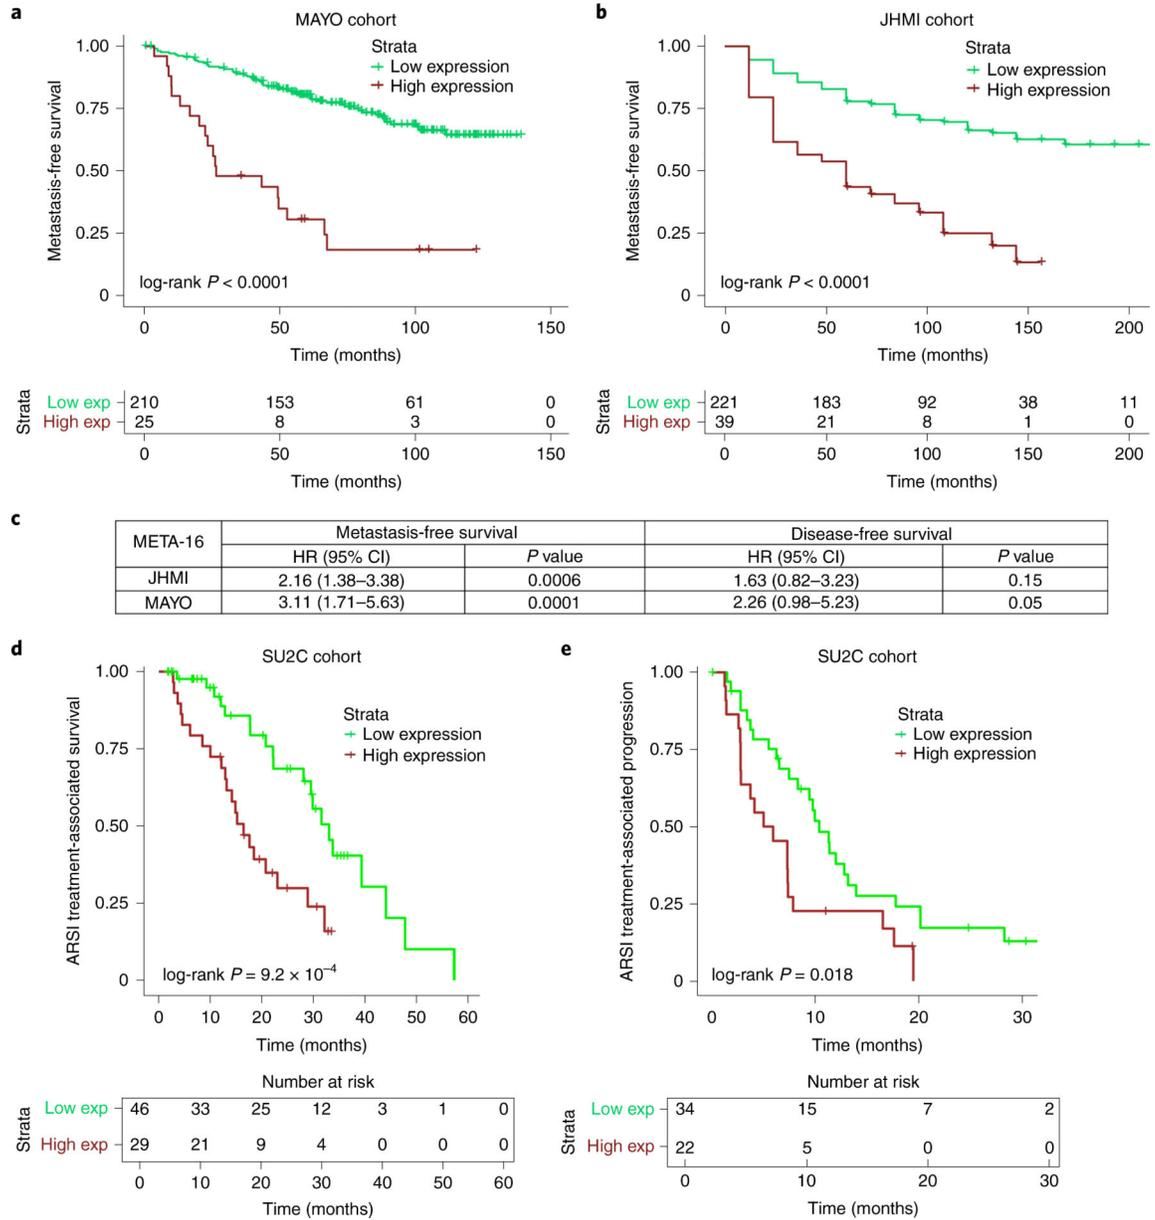 a
MAYO cohort
Metastasis-free survival
1.00
0.75
0.50
0.25
0
Strata
Low expression
High expression
log-rank P < 0.0001
0 50 100 150
Time (months)
Strata
Low exp 210 153 61 0
High exp 25 8 3 0
0 50 100 150
Time (months)
b
JHMI cohort
Metastasis-free survival
1.00
0.75
0.50
0.25
0
Strata
Low expression
High expression
log-rank P < 0.0001
0 50 100 150 200
Time (months)
Strata
Low exp 221 183 92 38 11
High exp 39 21 8 1 0
0 50 100 150 200
Time (months)
c
META-16 Metastasis-free survival Disease-free survival
HR (95% CI) P value HR (95% CI) P value
JHMI 2.16 (1.38–3.38) 0.0006 1.63 (0.82–3.23) 0.15
MAYO 3.11 (1.71–5.63) 0.0001 2.26 (0.98–5.23) 0.05
d
SU2C cohort
ARSI treatment-associated survival
1.00
0.75
0.50
0.25
0
Strata
Low expression
High expression
log-rank P = 9.2 × 10⁻⁴
0 10 20 30 40 50 60
Time (months)
Number at risk
Strata
Low exp 46 33 25 12 3 1 0
High exp 29 21 9 4 0 0 0
0 10 20 30 40 50 60
Time (months)
e
SU2C cohort
ARSI treatment-associated progression
1.00
0.75
0.50
0.25
0
Strata
Low expression
High expression
log-rank P = 0.018
0 10 20 30
Time (months)
Number at risk
Strata
Low exp 34 15 7 2
High exp 22 5 0 0
0 10 20 30
Time (months)